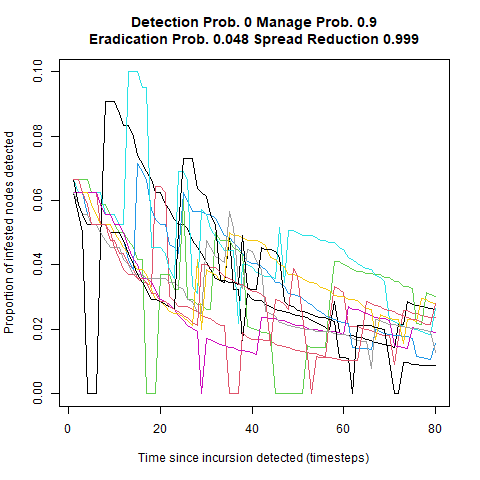 Detection Prob. 0 Manage Prob. 0.9
Eradication Prob. 0.048 Spread Reduction 0.999
Proportion of infested nodes detected
0.10
0.08
0.06
0.04
0.02
0.00
0 20 40 60 80
Time since incursion detected (timesteps)